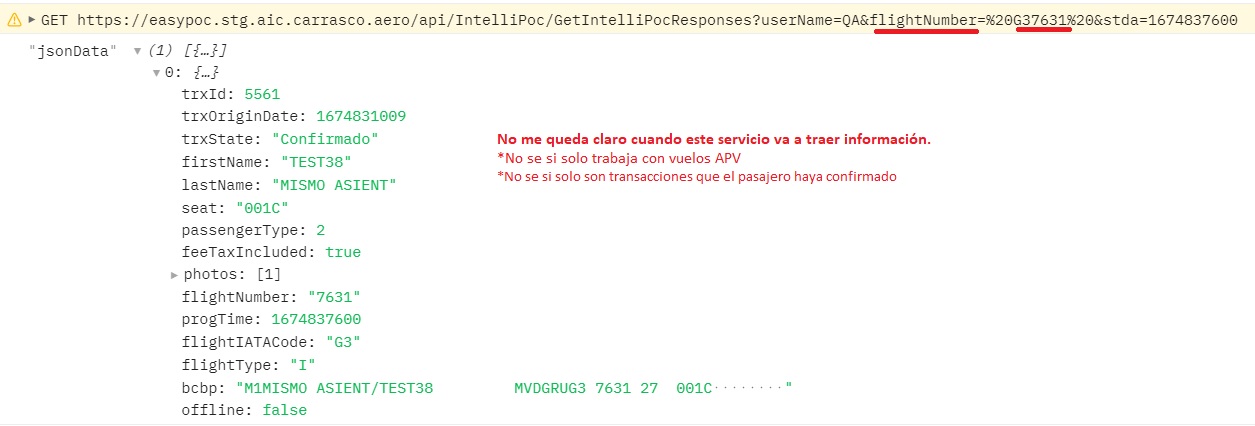 GET https://easypoc.stg.aic.carrasco.aero/api/IntelliPoc/GetIntelliPocResponses?userName=QA&flightNumber=%20G37631%20&stda=1674837600
"jsonData" ▼ (1) [{…}]
▼ 0: {…}
trxId: 5561
trxOriginDate: 1674831009
trxState: "Confirmado"
No me queda claro cuando este servicio va a traer información.
*No se si solo trabaja con vuelos APV
*No se si solo son transacciones que el pasajero haya confirmado
firstName: "TEST38"
lastName: "MISMO ASIENT"
seat: "001C"
passengerType: 2
feeTaxIncluded: true
▶ photos: [1]
flightNumber: "7631"
progTime: 1674837600
flightIATACode: "G3"
flightType: "I"
bcbp: "M1MISMO ASIENT/TEST38         MVDGRUG3 7631 27  001C········"
offline: false